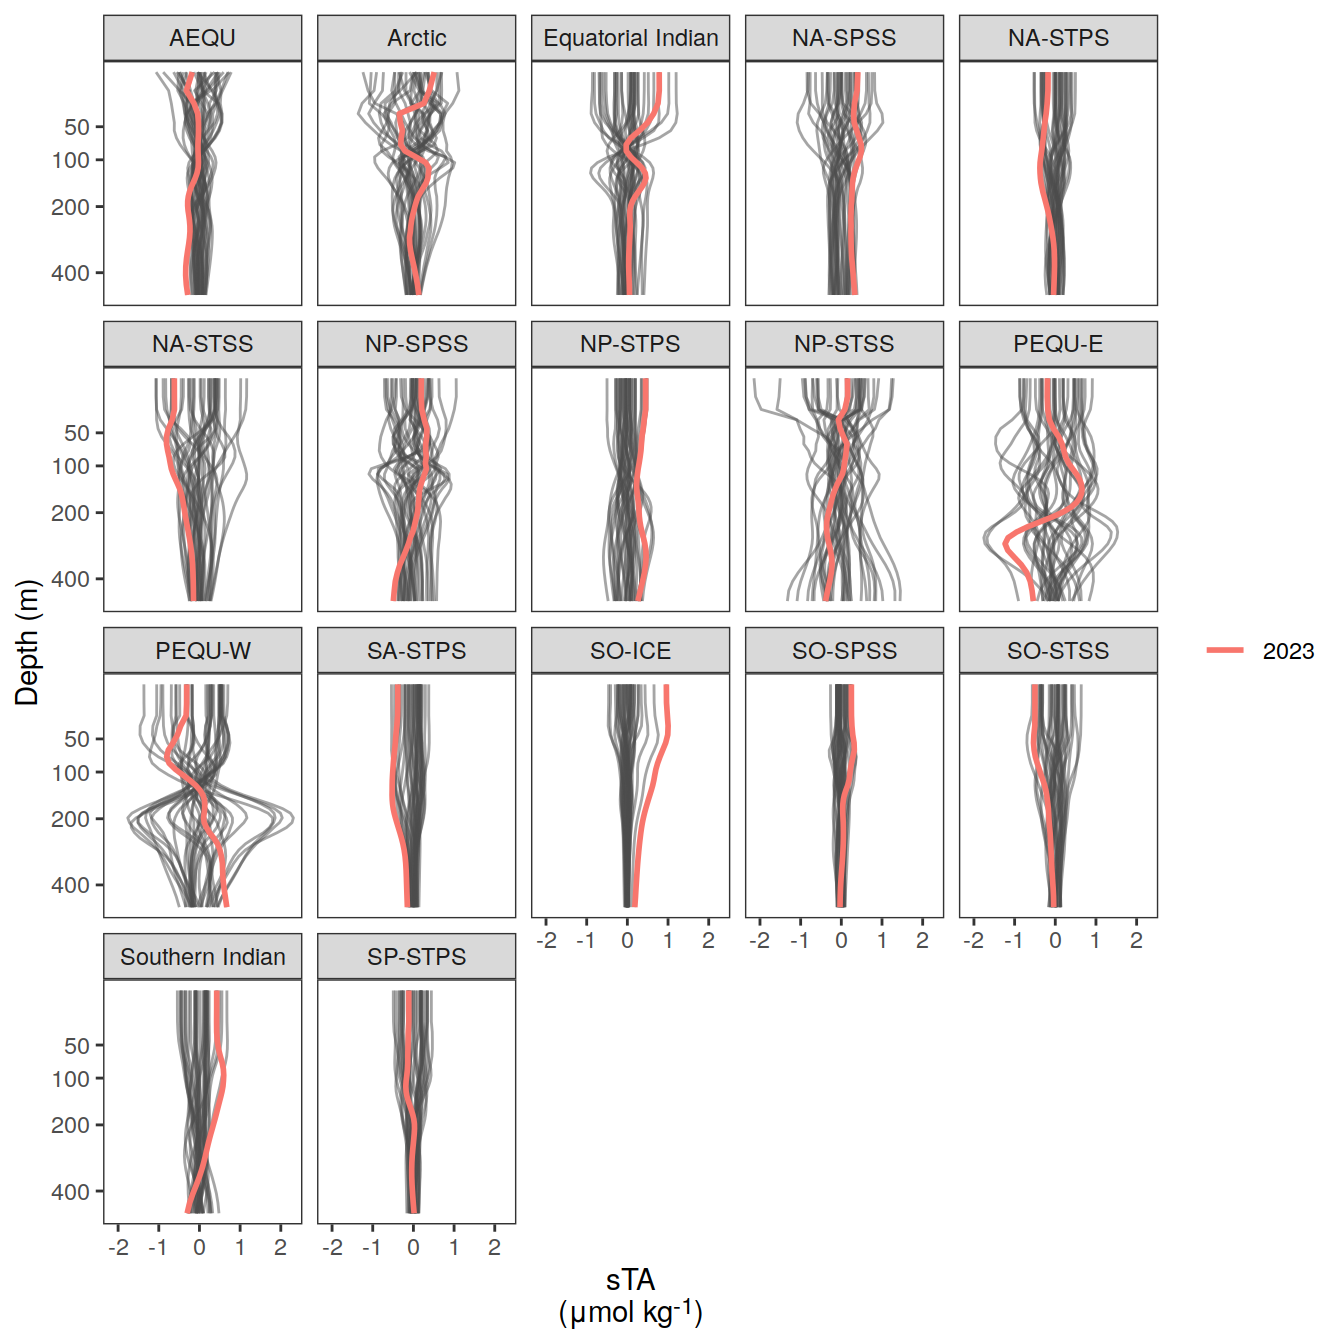 AEQU Arctic Equatorial Indian NA-SPSS NA-STPS
50
100
200
400
NA-STSS NP-SPSS NP-STPS NP-STSS PEQU-E
50
100
200
400
Depth (m)
PEQU-W SA-STPS SO-ICE SO-SPSS SO-STSS
2023
50
100
200
400
-2 -1 0 1 2 -2 -1 0 1 2 -2 -1 0 1 2
Southern Indian SP-STPS
50
100
200
400
-2 -1 0 1 2 -2 -1 0 1 2
sTA
(µmol kg⁻¹)